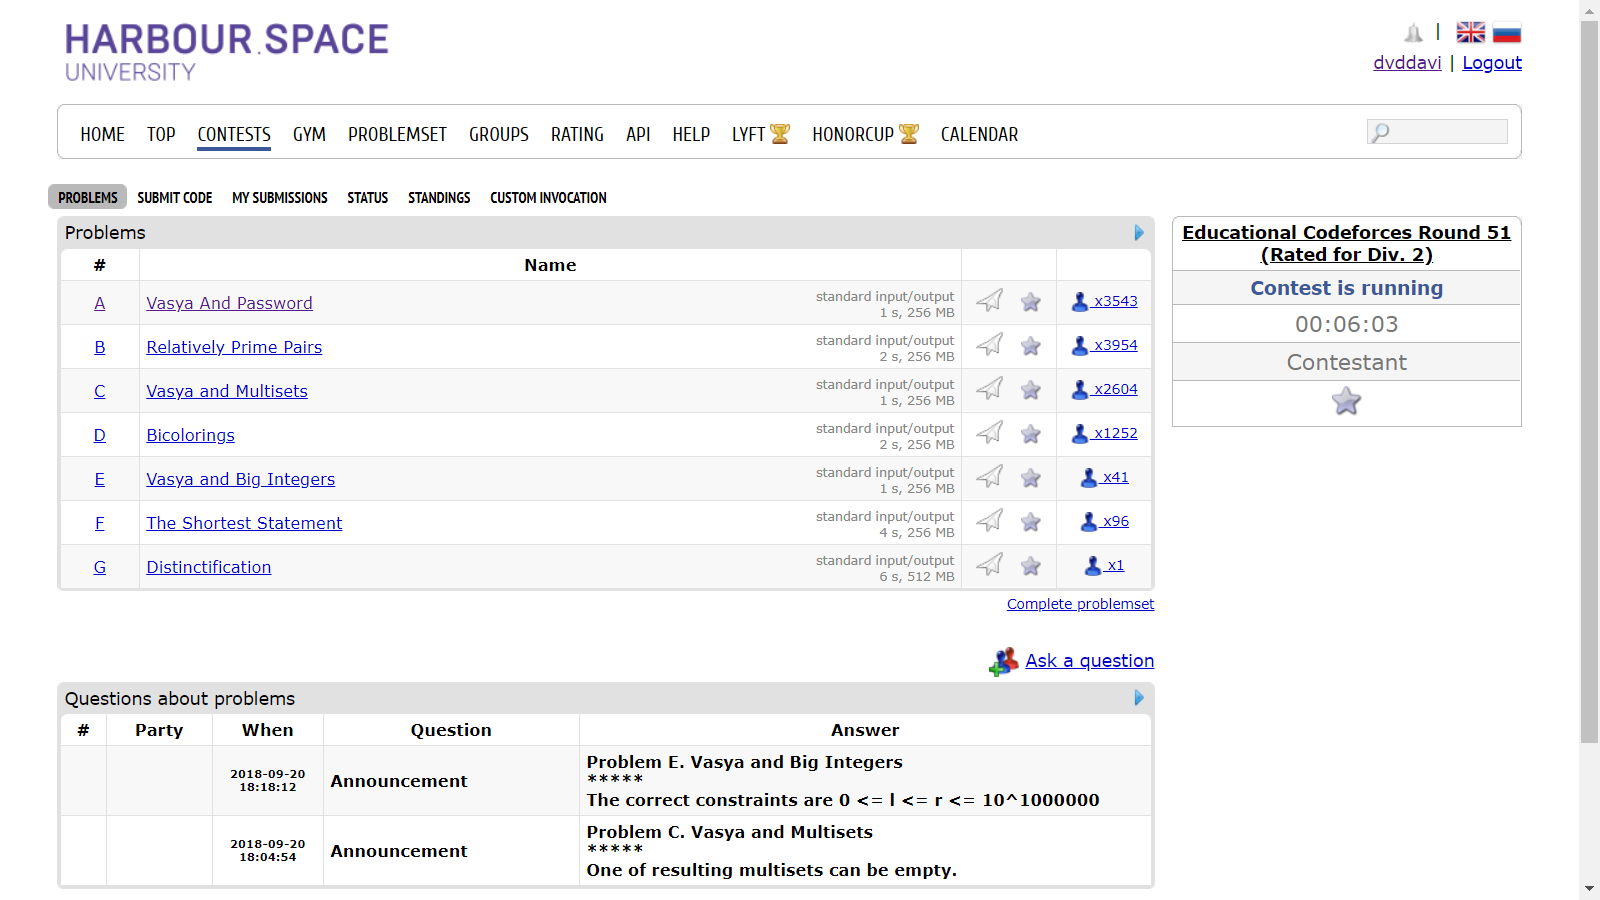 HARBOUR.SPACE
UNIVERSITY
|
dvddavi | Logout
HOME TOP CONTESTS GYM PROBLEMSET GROUPS RATING API HELP LYFT HONORCUP CALENDAR
PROBLEMS SUBMIT CODE MY SUBMISSIONS STATUS STANDINGS CUSTOM INVOCATION
Problems
# Name
A Vasya And Password standard input/output x3543
1 s, 256 MB
B Relatively Prime Pairs standard input/output x3954
2 s, 256 MB
C Vasya and Multisets standard input/output x2604
1 s, 256 MB
D Bicolorings standard input/output x1252
2 s, 256 MB
E Vasya and Big Integers standard input/output x41
1 s, 256 MB
F The Shortest Statement standard input/output x96
4 s, 256 MB
G Distinctification standard input/output x1
6 s, 512 MB
Complete problemset
Educational Codeforces Round 51
(Rated for Div. 2)
Contest is running
00:06:03
Contestant
Ask a question
Questions about problems
# Party When Question Answer
2018-09-20
18:18:12
Announcement
Problem E. Vasya and Big Integers
*****
The correct constraints are 0 <= l <= r <= 10^1000000
2018-09-20
18:04:54
Announcement
Problem C. Vasya and Multisets
*****
One of resulting multisets can be empty.